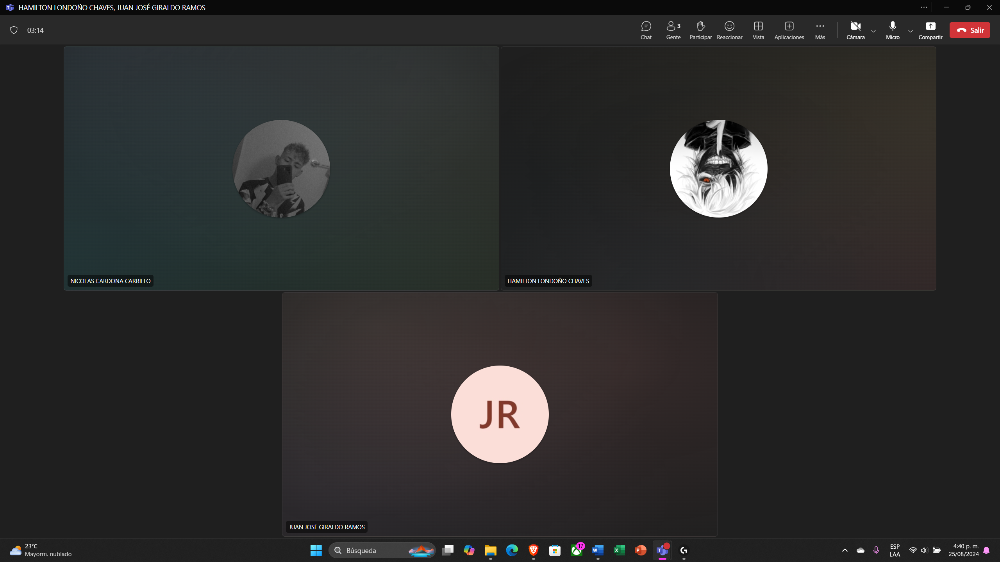 HAMILTON LONDOÑO CHAVES, JUAN JOSÉ GIRALDO RAMOS
03:14
Chat
Gente 3
Participar
Reaccionar
Vista
Aplicaciones
Más
Cámara
Micro
Compartir
Salir
NICOLAS CARDONA CARRILLO
HAMILTON LONDOÑO CHAVES
JR
JUAN JOSÉ GIRALDO RAMOS
23°C
Mayorm. nublado
Búsqueda
17
ESP
LAA
4:40 p. m.
25/08/2024